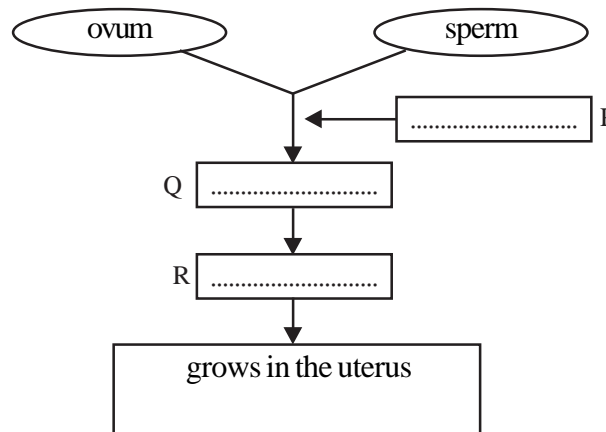 ovum
sperm
............................
Q ............................
R ............................
grows in the uterus